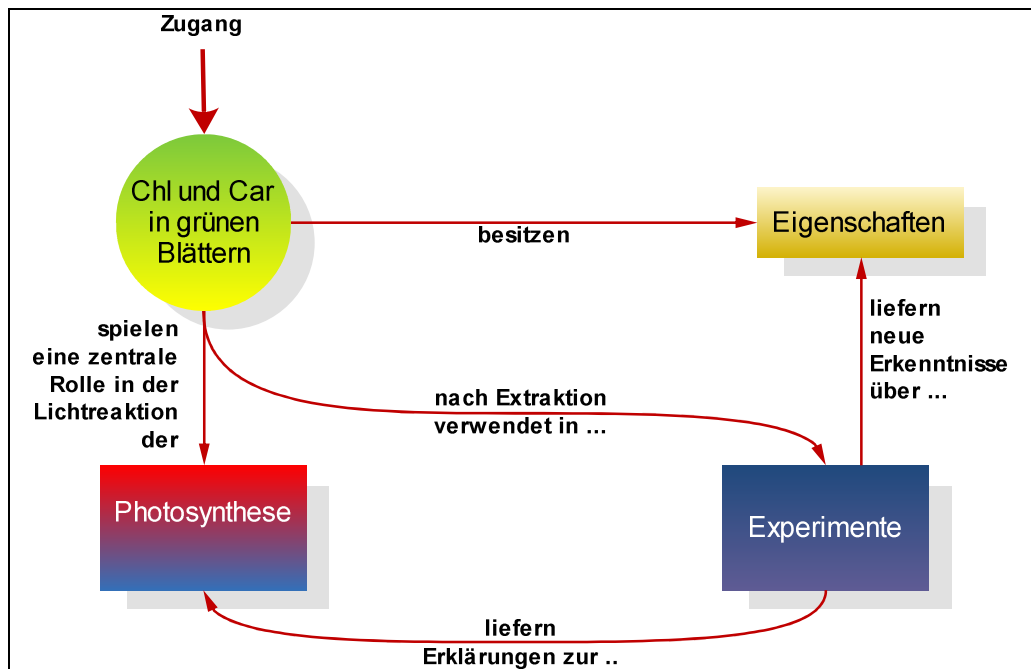 Zugang
Chl und Car
in grünen
Blättern
besitzen
Eigenschaften
spielen
eine zentrale
Rolle in der
Lichtreaktion
der
nach Extraktion
verwendet in ...
liefern
neue
Erkenntnisse
über ...
Photosynthese
Experimente
liefern
Erklärungen zur ..